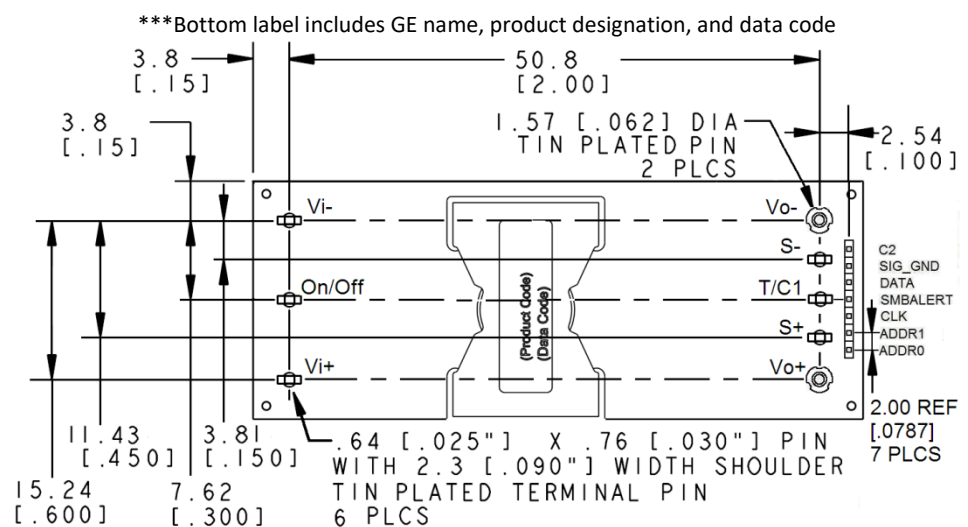 ***Bottom label includes GE name, product designation, and data code
3.8
[.15]
50.8
[2.00]
3.8
[.15]
1.57 [.062] DIA
TIN PLATED PIN
2 PLCS
2.54
[.100]
Vi-
Vo-
S-
C2
SIG_GND
DATA
On/Off
T/C1
SMBALERT
CLK
S+
ADDR1
ADDR0
(Product Code)
(Data Code)
Vi+
Vo+
2.00 REF
[.0787]
7 PLCS
11.43
[.450]
3.81
[.150]
.64 [.025"] X .76 [.030"] PIN
WITH 2.3 [.090"] WIDTH SHOULDER
TIN PLATED TERMINAL PIN
6 PLCS
15.24
[.600]
7.62
[.300]